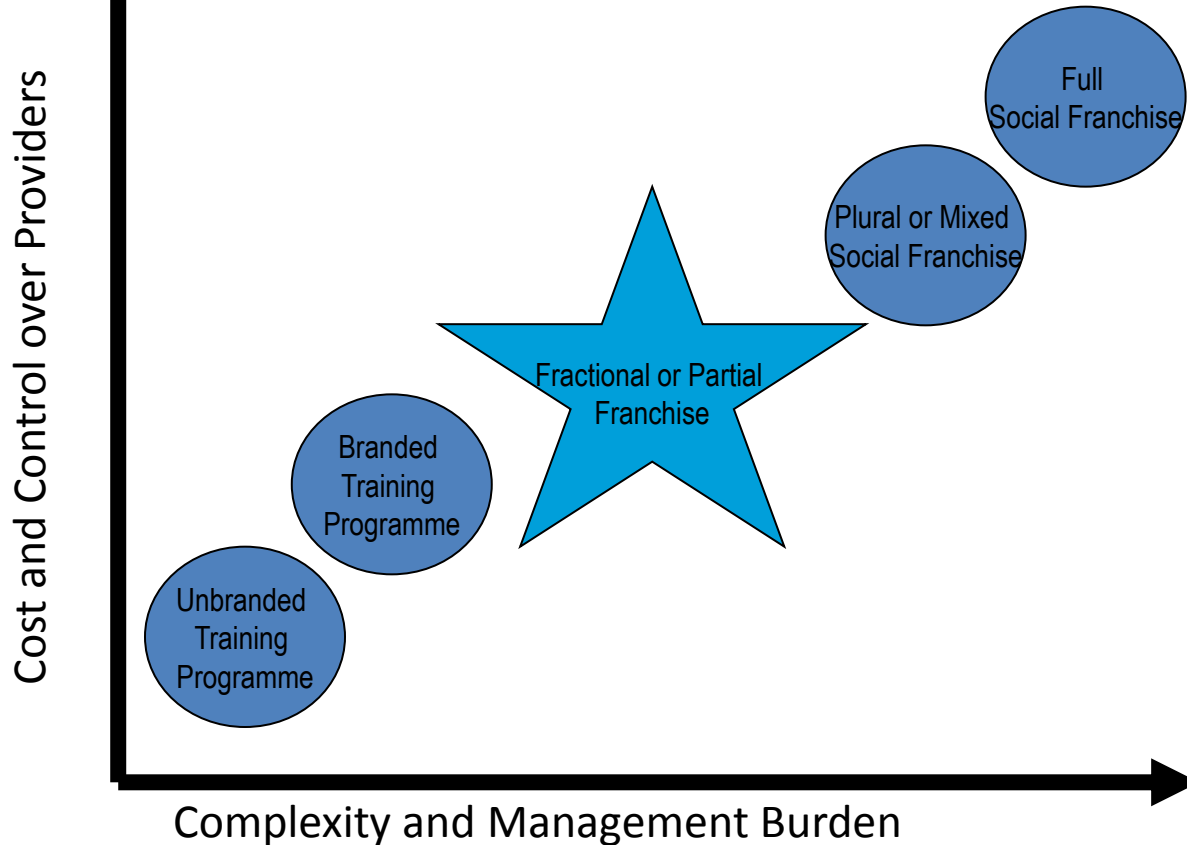 Cost and Control over Providers
Full
Social Franchise
Plural or Mixed
Social Franchise
Fractional or Partial
Franchise
Branded
Training
Programme
Unbranded
Training
Programme
Complexity and Management Burden